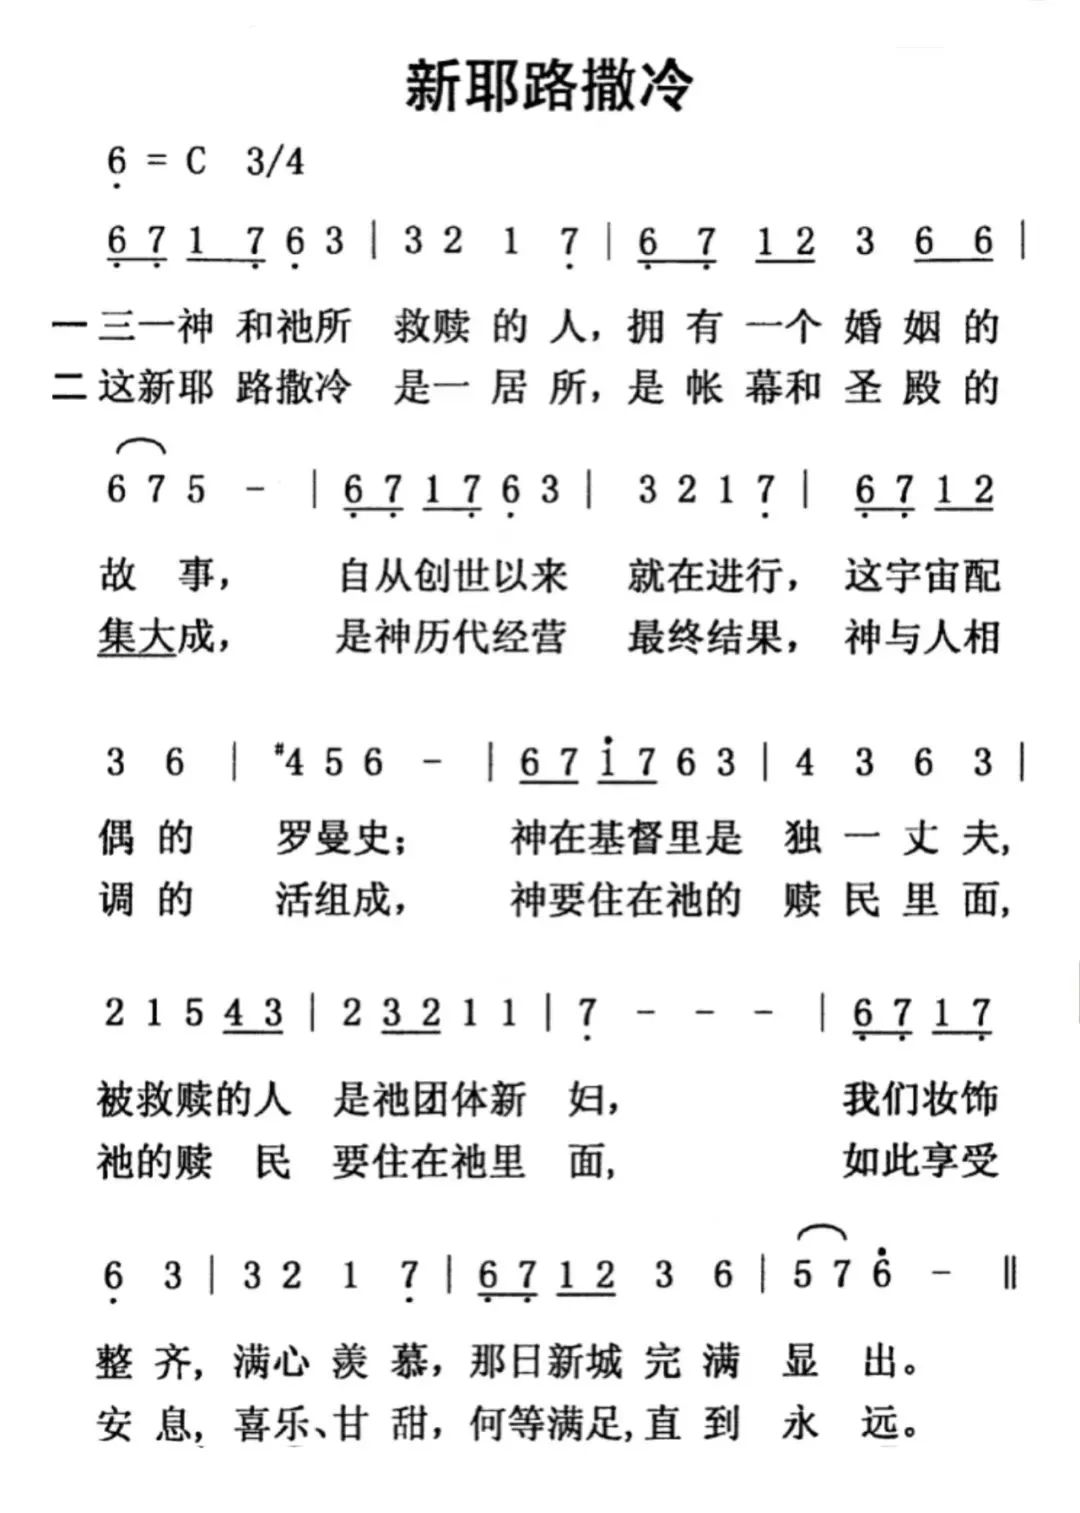 新耶路撒冷
6̣ = C 3/4
6̣ 7̣ 1 7̣ 6̣ 3 | 3 2 1 7̣ | 6̣ 7̣ 1 2 3 6 6 |
一 三一神 和祂所 救赎 的 人，拥 有 一个 婚 姻 的
二 这新耶 路撒冷 是一 居 所，是 帐 幕和 圣 殿 的
6 7 5 - | 6̣ 7̣ 1 7̣ 6̣ 3 | 3 2 1 7̣ | 6̣ 7̣ 1 2
故 事， 自从创世以来 就在进行，这宇宙配
集大成， 是神历代经营 最终结果，神与人相
3 6 | #4 5 6 - | 6 7 1̇ 7 6 3 | 4 3 6 3 |
偶 的 罗曼史； 神在基督里是 独 一 丈 夫,
调 的 活组成， 神要住在祂的 赎 民 里 面,
2 1 5 4 3 | 2 3 2 1 1 | 7̣ - - - | 6̣ 7̣ 1 7̣
被救赎的人 是祂团体新 妇， 我们妆饰
祂的赎 民 要住在祂里 面, 如此享受
6̣ 3 | 3 2 1 7̣ | 6̣ 7̣ 1 2 3 6 | 5 7 6̇ - ‖
整 齐, 满心 羡 慕，那日新城 完 满 显 出。
安 息, 喜乐、甘 甜，何等满足, 直 到 永 远。